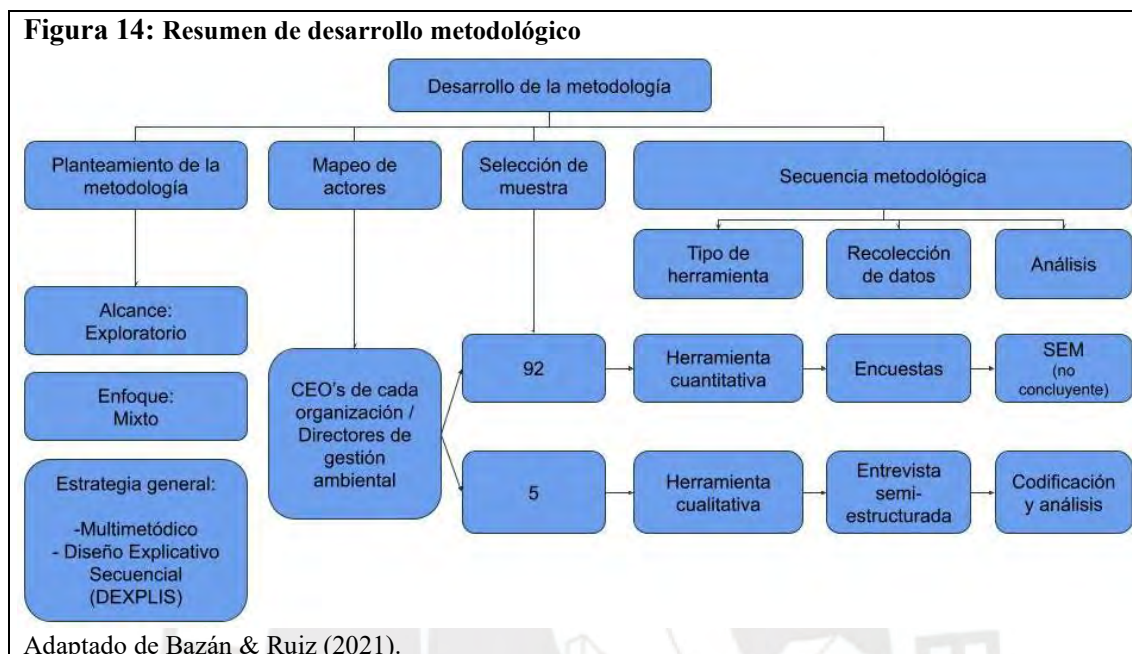 Figura 14: Resumen de desarrollo metodológico
Desarrollo de la metodología
Planteamiento de la
metodología
Mapeo de
actores
Selección de
muestra
Secuencia metodológica
Tipo de
herramienta
Recolección
de datos
Análisis
Alcance:
Exploratorio
Enfoque:
Mixto
Estrategia general:
-Multimetódico
- Diseño Explicativo
Secuencial
(DEXPLIS)
CEO's de cada
organización /
Directores de
gestión
ambiental
92
Herramienta
cuantitativa
Encuestas
SEM
(no
concluyente)
5
Herramienta
cualitativa
Entrevista
semi-
estructurada
Codificación
y análisis
Adaptado de Bazán & Ruiz (2021).